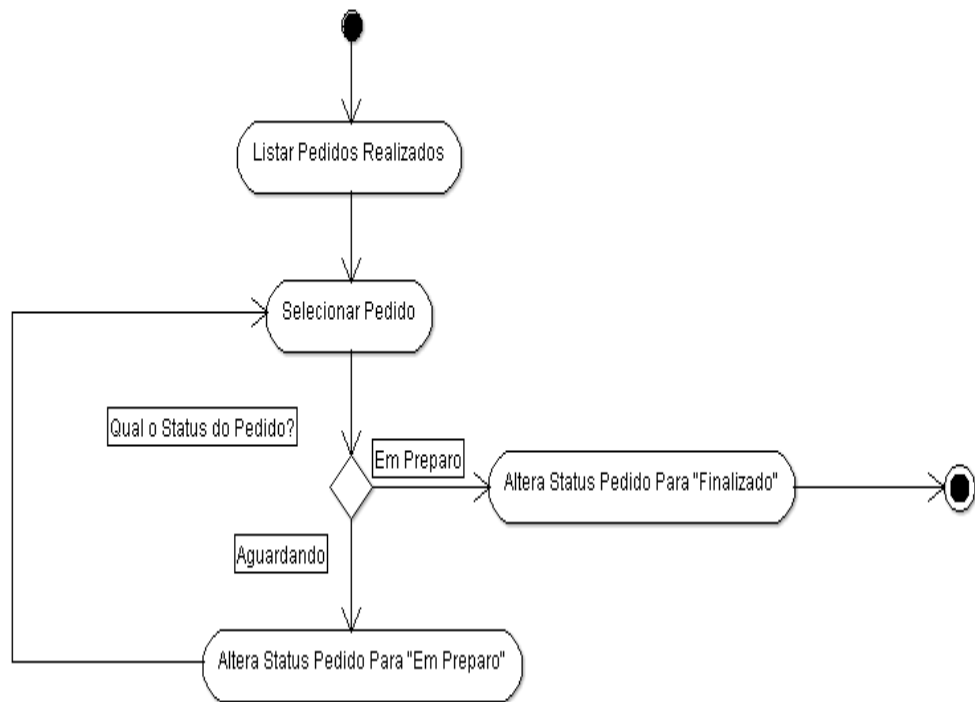 Listar Pedidos Realizados
Selecionar Pedido
Qual o Status do Pedido?
Em Preparo
Altera Status Pedido Para "Finalizado"
Aguardando
Altera Status Pedido Para "Em Preparo"